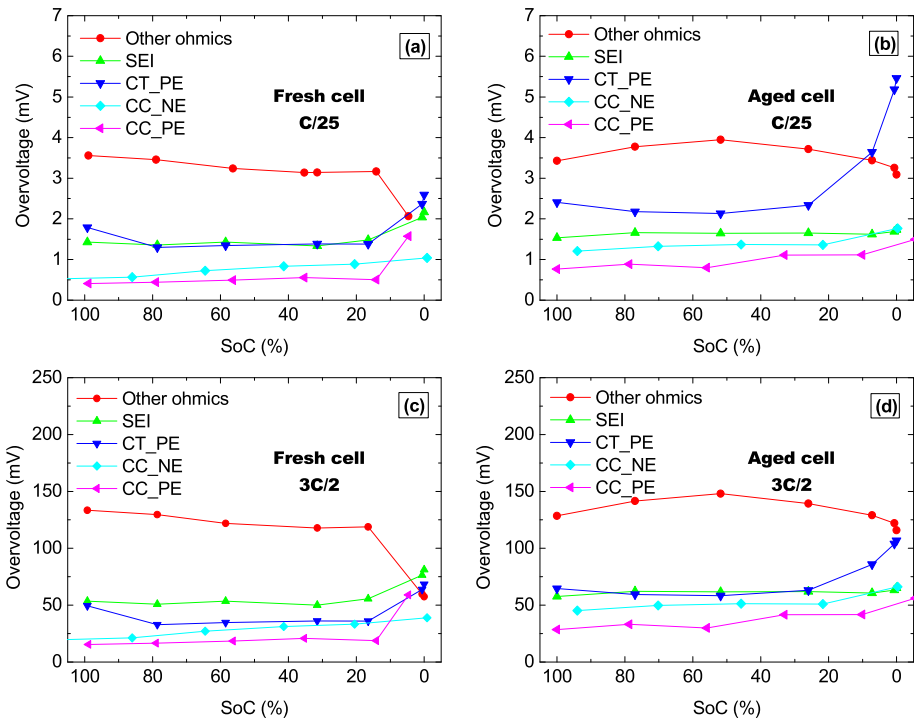 (a)
Other ohmics
SEI
CT_PE
CC_NE
CC_PE
Fresh cell
C/25
Overvoltage (mV)
7
6
5
4
3
2
1
0
100 80 60 40 20 0
SoC (%)
(b)
Other ohmics
SEI
CT_PE
CC_NE
CC_PE
Aged cell
C/25
Overvoltage (mV)
7
6
5
4
3
2
1
0
100 80 60 40 20 0
SoC (%)
(c)
Other ohmics
SEI
CT_PE
CC_NE
CC_PE
Fresh cell
3C/2
Overvoltage (mV)
250
200
150
100
50
0
100 80 60 40 20 0
SoC (%)
(d)
Other ohmics
SEI
CT_PE
CC_NE
CC_PE
Aged cell
3C/2
Overvoltage (mV)
250
200
150
100
50
0
100 80 60 40 20 0
SoC (%)